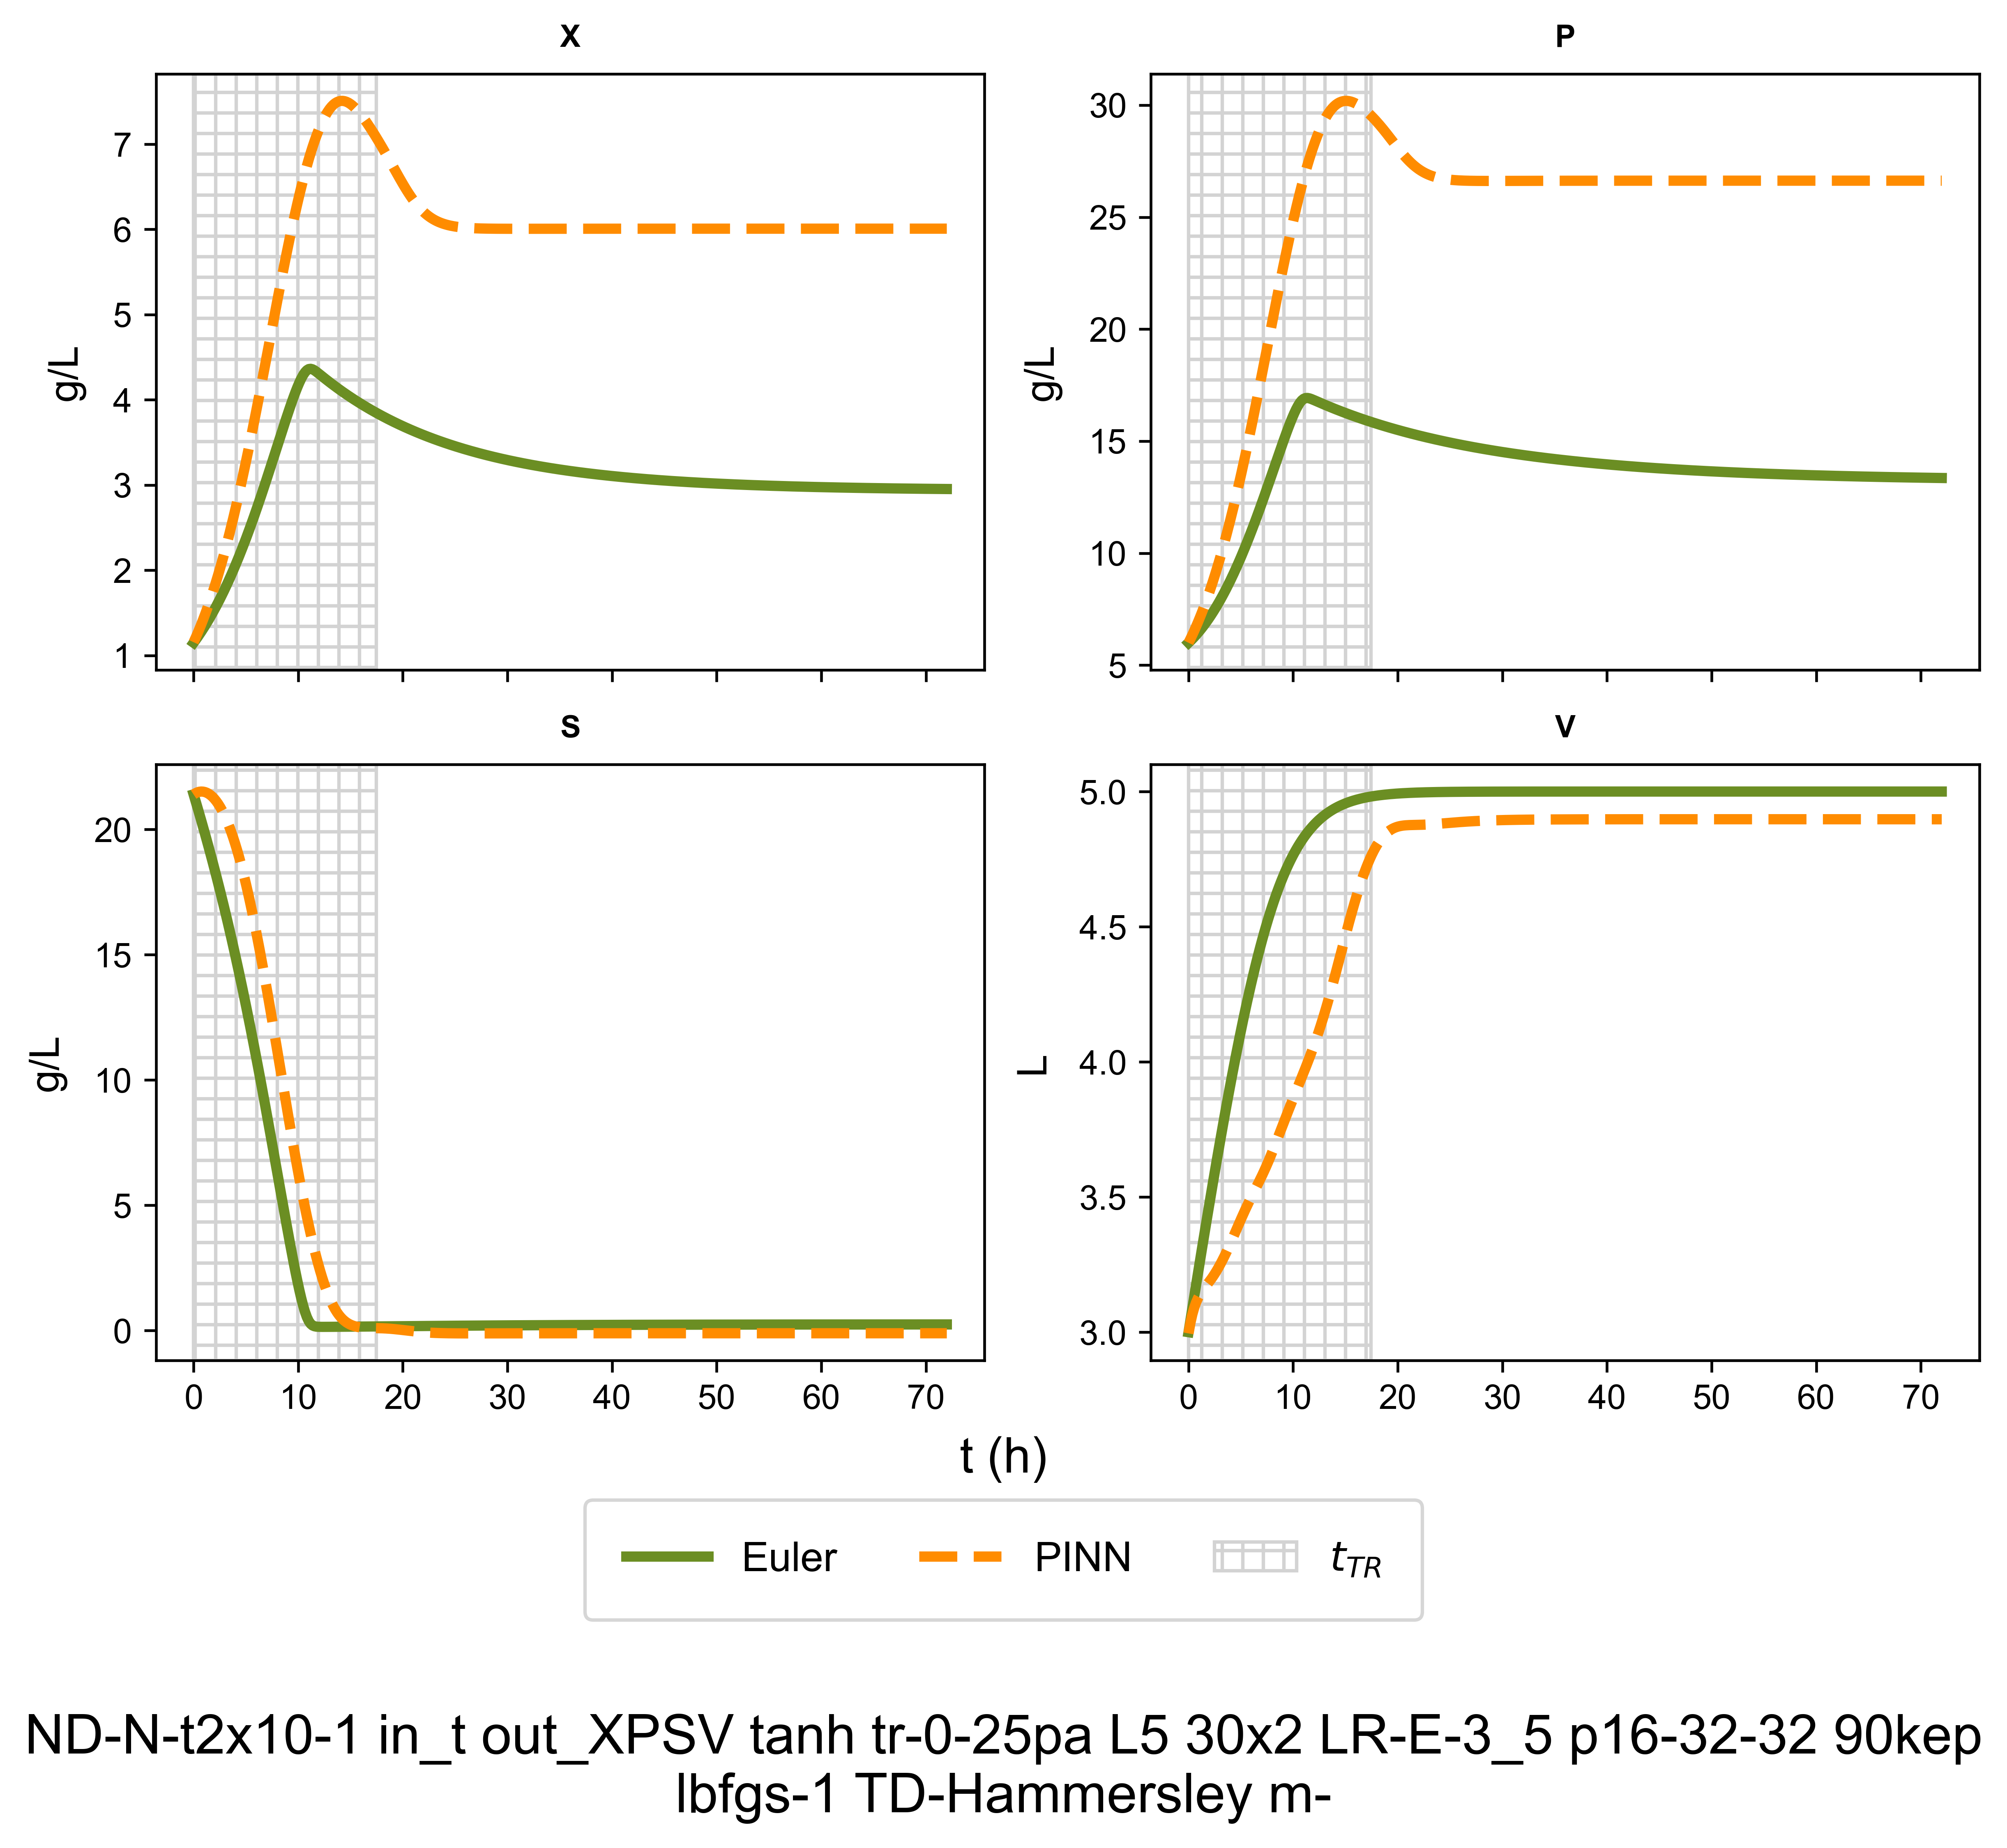 X
P
7
6
5
4
3
2
1
g/L
30
25
20
15
10
5
g/L
S
V
20
15
10
5
0
g/L
5.0
4.5
4.0
3.5
3.0
L
0 10 20 30 40 50 60 70
0 10 20 30 40 50 60 70
t (h)
Euler PINN t_TR
ND-N-t2x10-1 in_t out_XPSV tanh tr-0-25pa L5 30x2 LR-E-3_5 p16-32-32 90kep
lbfgs-1 TD-Hammersley m-